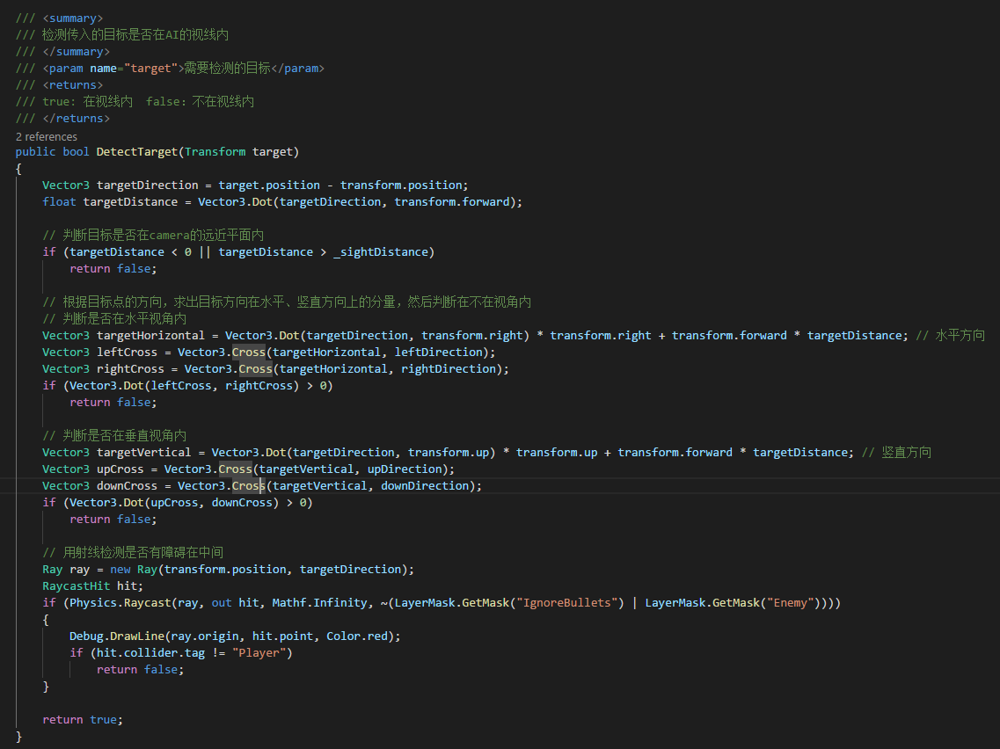 /// <summary>
/// 检测传入的目标是否在AI的视线内
/// </summary>
/// <param name="target">需要检测的目标</param>
/// <returns>
/// true: 在视线内  false: 不在视线内
/// </returns>
2 references
public bool DetectTarget(Transform target)
{
    Vector3 targetDirection = target.position - transform.position;
    float targetDistance = Vector3.Dot(targetDirection, transform.forward);
    // 判断目标是否在camera的远近平面内
    if (targetDistance < 0 || targetDistance > _sightDistance)
        return false;
    // 根据目标点的方向，求出目标方向在水平、竖直方向上的分量，然后判断在不在视角内
    // 判断是否在水平视角内
    Vector3 targetHorizontal = Vector3.Dot(targetDirection, transform.right) * transform.right + transform.forward * targetDistance; // 水平方向
    Vector3 leftCross = Vector3.Cross(targetHorizontal, leftDirection);
    Vector3 rightCross = Vector3.Cross(targetHorizontal, rightDirection);
    if (Vector3.Dot(leftCross, rightCross) > 0)
        return false;
    // 判断是否在垂直视角内
    Vector3 targetVertical = Vector3.Dot(targetDirection, transform.up) * transform.up + transform.forward * targetDistance; // 竖直方向
    Vector3 upCross = Vector3.Cross(targetVertical, upDirection);
    Vector3 downCross = Vector3.Cross(targetVertical, downDirection);
    if (Vector3.Dot(upCross, downCross) > 0)
        return false;
    // 用射线检测是否有障碍在中间
    Ray ray = new Ray(transform.position, targetDirection);
    RaycastHit hit;
    if (Physics.Raycast(ray, out hit, Mathf.Infinity, ~(LayerMask.GetMask("IgnoreBullets") | LayerMask.GetMask("Enemy"))))
    {
        Debug.DrawLine(ray.origin, hit.point, Color.red);
        if (hit.collider.tag != "Player")
            return false;
    }
    return true;
}